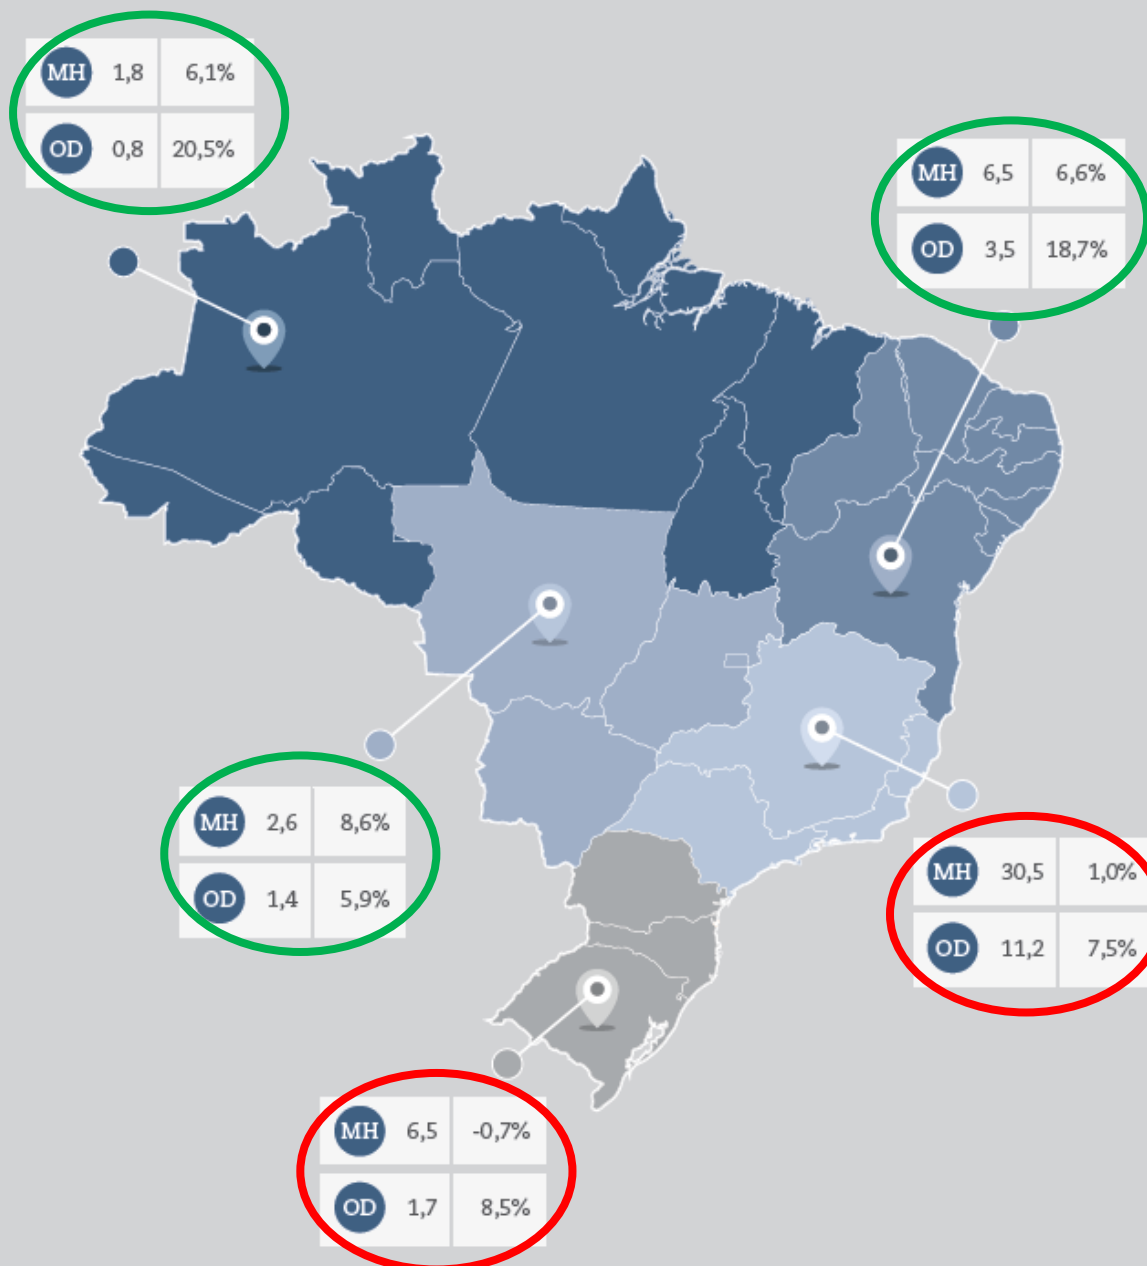 MH 1,8 6,1%
OD 0,8 20,5%
MH 6,5 6,6%
OD 3,5 18,7%
MH 2,6 8,6%
OD 1,4 5,9%
MH 30,5 1,0%
OD 11,2 7,5%
MH 6,5 -0,7%
OD 1,7 8,5%